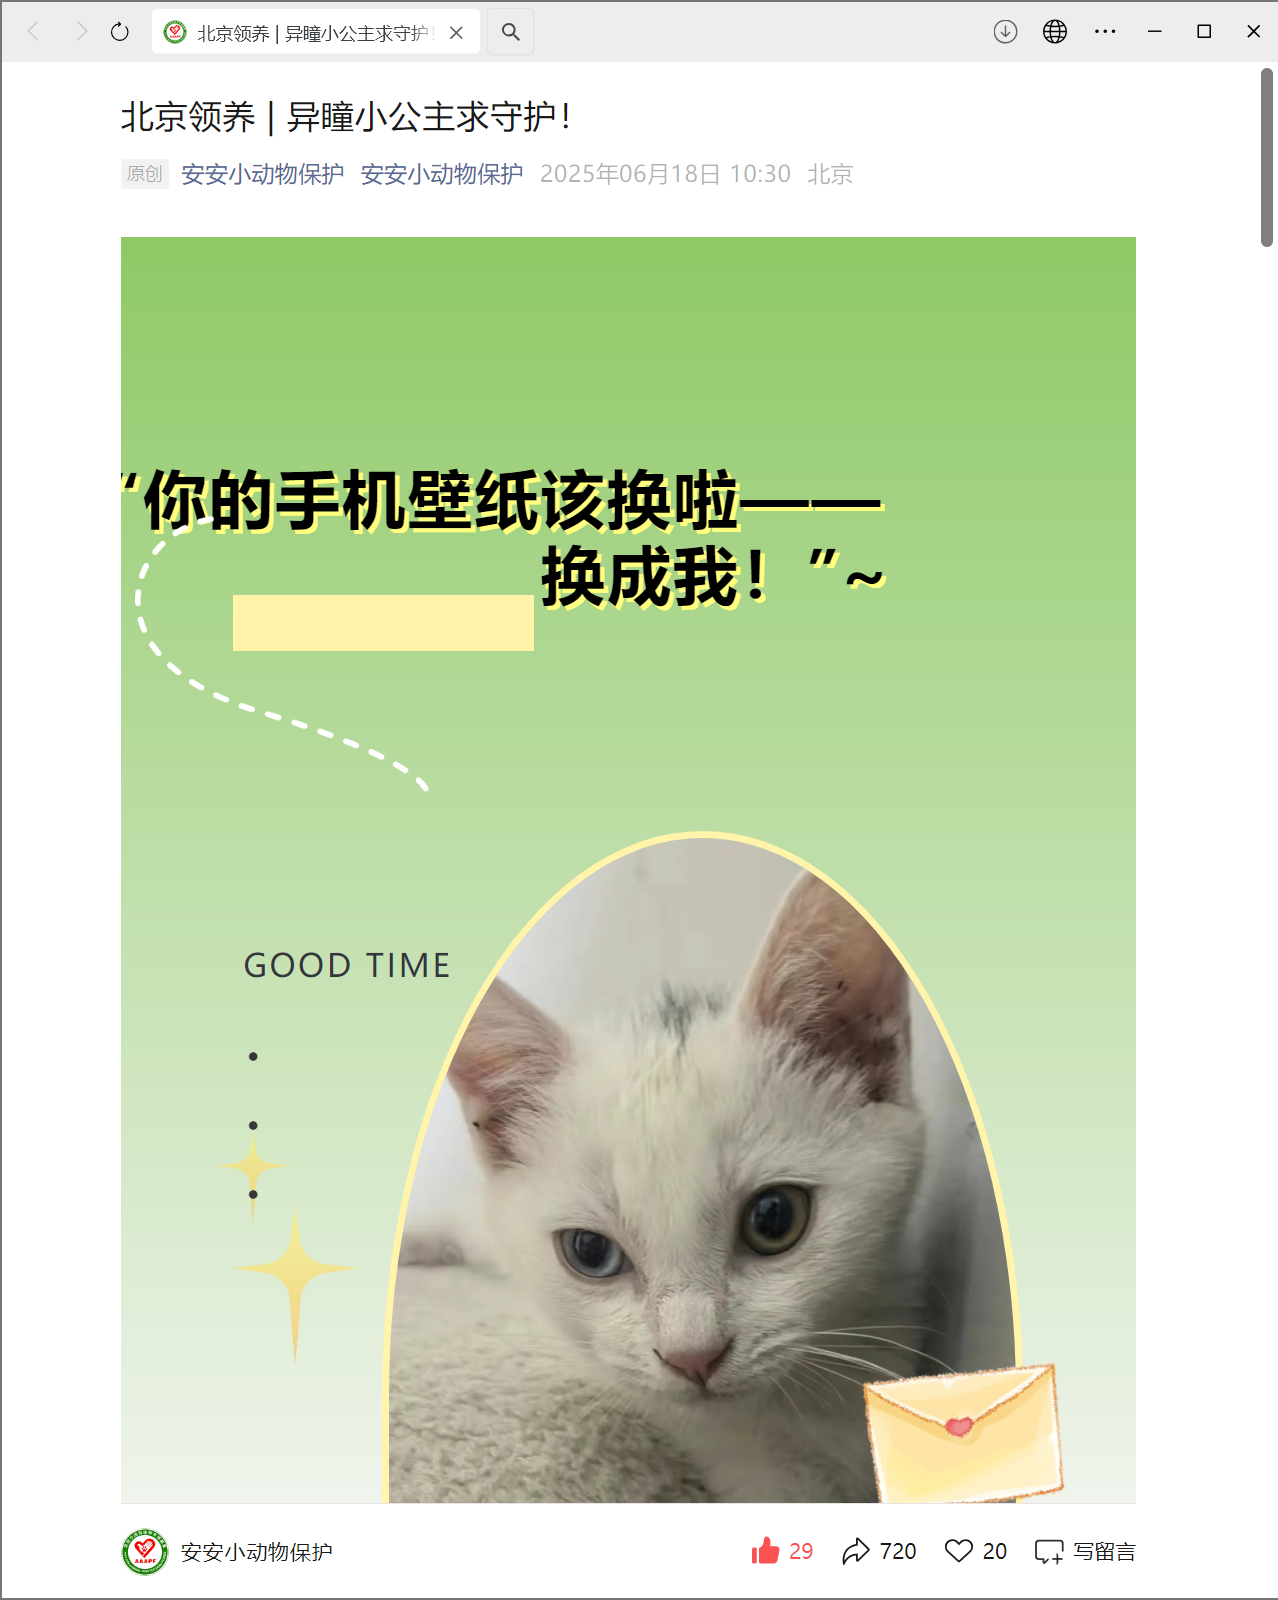 北京领养 | 异瞳小公主求守护!
北京领养 | 异瞳小公主求守护！
原创 安安小动物保护 安安小动物保护 2025年06月18日 10:30 北京
“你的手机壁纸该换啦——
换成我！”~
GOOD TIME
安安小动物保护 29 720 20 写留言